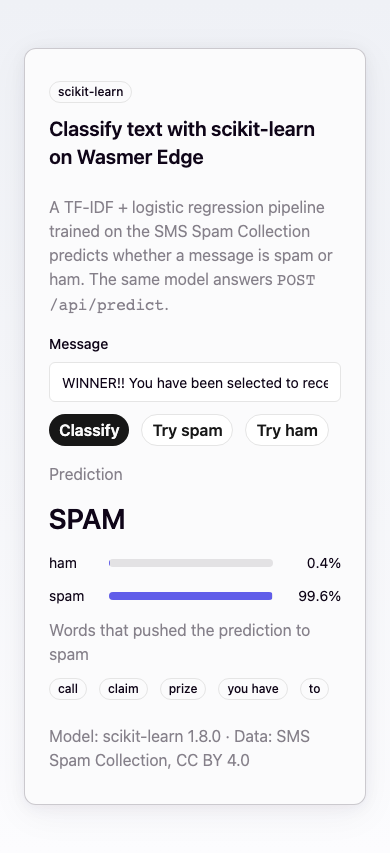 scikit-learn
Classify text with scikit-learn
on Wasmer Edge
A TF-IDF + logistic regression pipeline
trained on the SMS Spam Collection
predicts whether a message is spam or
ham. The same model answers POST
/api/predict.
Message
WINNER!! You have been selected to rece
Classify Try spam Try ham
Prediction
SPAM
ham 0.4%
spam 99.6%
Words that pushed the prediction to
spam
call claim prize you have to
Model: scikit-learn 1.8.0 · Data: SMS
Spam Collection, CC BY 4.0